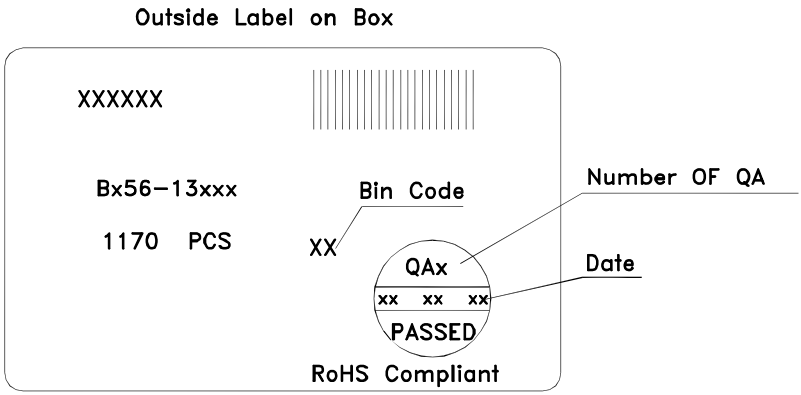 Outside Label on Box
XXXXXX
Bx56-13xxx
Bin Code
Number OF QA
1170 PCS
XX
QAx
Date
xx xx xx
PASSED
RoHS Compliant